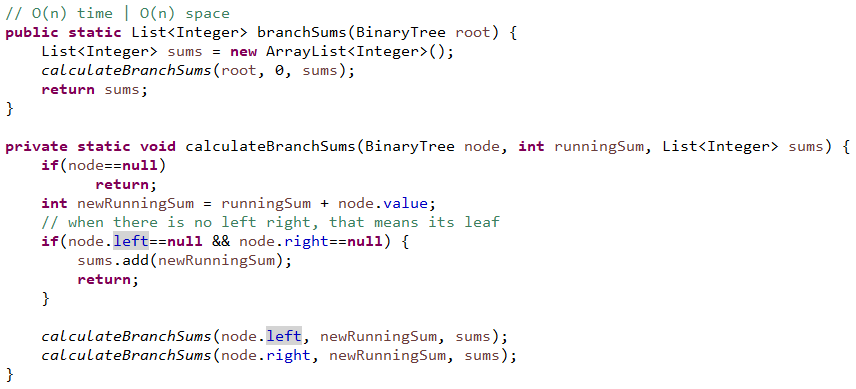 // O(n) time | O(n) space
public static List<Integer> branchSums(BinaryTree root) {
    List<Integer> sums = new ArrayList<Integer>();
    calculateBranchSums(root, 0, sums);
    return sums;
}

private static void calculateBranchSums(BinaryTree node, int runningSum, List<Integer> sums) {
    if(node==null)
          return;
    int newRunningSum = runningSum + node.value;
    // when there is no left right, that means its leaf
    if(node.left==null && node.right==null) {
        sums.add(newRunningSum);
        return;
    }

    calculateBranchSums(node.left, newRunningSum, sums);
    calculateBranchSums(node.right, newRunningSum, sums);
}